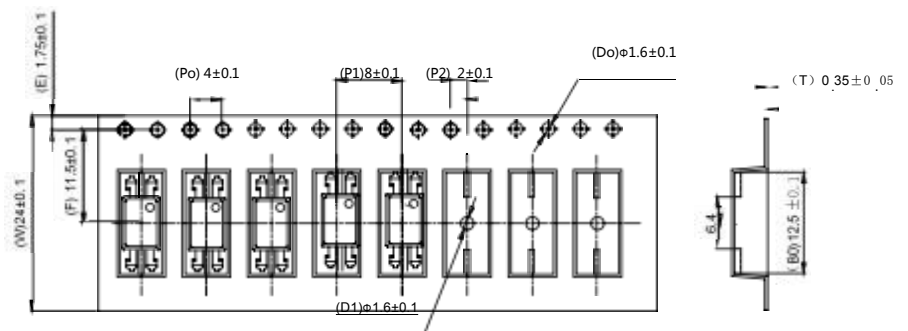 (E) 1.75±0.1
(Po) 4±0.1
(P1)8±0.1
(P2) 2±0.1
(Do)Φ1.6±0.1
(T) 0.35±0.05
(W)24±0.1
(F) 11.5±0.1
6.4
(B0) 12.5 ±0.1
(D1)Φ1.6±0.1